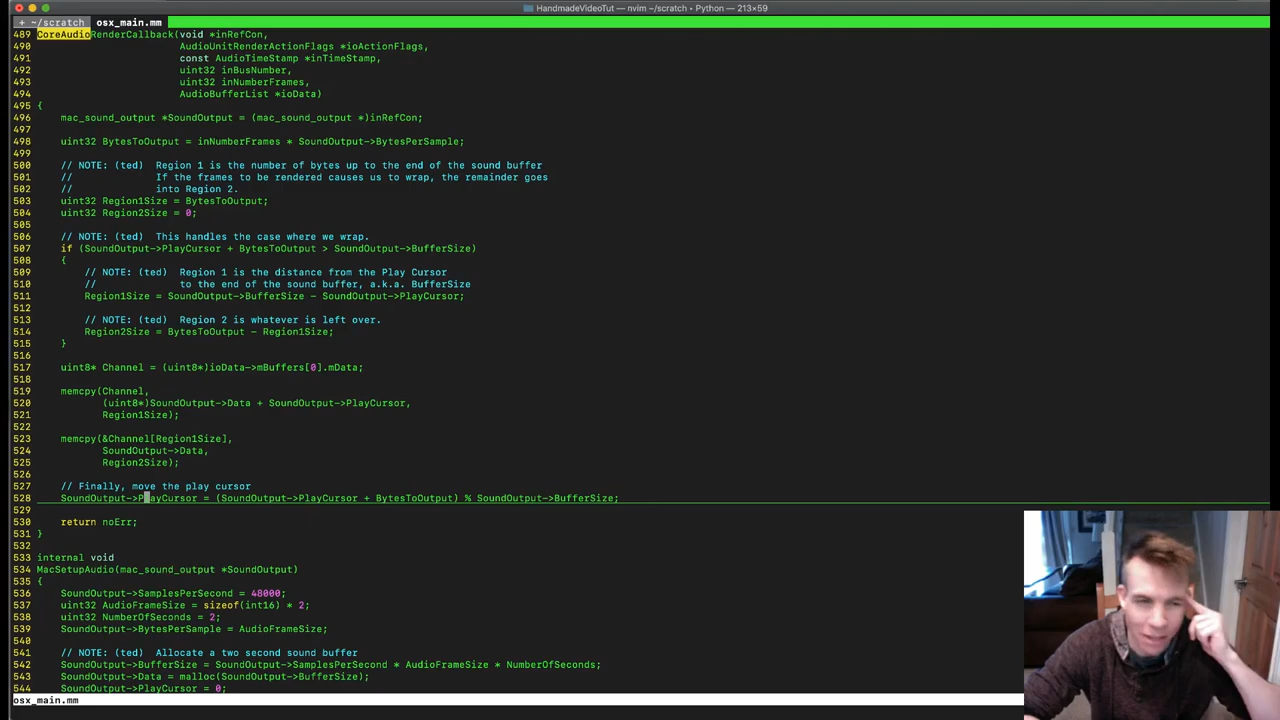 HandmadeVideoTut — nvim ~/scratch • Python — 213×59
+ ~/scratch osx_main.mm
489 CoreAudioRenderCallback(void *inRefCon,
490 AudioUnitRenderActionFlags *ioActionFlags,
491 const AudioTimeStamp *inTimeStamp,
492 uint32 inBusNumber,
493 uint32 inNumberFrames,
494 AudioBufferList *ioData)
495 {
496 mac_sound_output *SoundOutput = (mac_sound_output *)inRefCon;
497
498 uint32 BytesToOutput = inNumberFrames * SoundOutput->BytesPerSample;
499
500 // NOTE: (ted) Region 1 is the number of bytes up to the end of the sound buffer
501 // If the frames to be rendered causes us to wrap, the remainder goes
502 // into Region 2.
503 uint32 Region1Size = BytesToOutput;
504 uint32 Region2Size = 0;
505
506 // NOTE: (ted) This handles the case where we wrap.
507 if (SoundOutput->PlayCursor + BytesToOutput > SoundOutput->BufferSize)
508 {
509 // NOTE: (ted) Region 1 is the distance from the Play Cursor
510 // to the end of the sound buffer, a.k.a. BufferSize
511 Region1Size = SoundOutput->BufferSize - SoundOutput->PlayCursor;
512
513 // NOTE: (ted) Region 2 is whatever is left over.
514 Region2Size = BytesToOutput - Region1Size;
515 }
516
517 uint8* Channel = (uint8*)ioData->mBuffers[0].mData;
518
519 memcpy(Channel,
520 (uint8*)SoundOutput->Data + SoundOutput->PlayCursor,
521 Region1Size);
522
523 memcpy(&Channel[Region1Size],
524 SoundOutput->Data,
525 Region2Size);
526
527 // Finally, move the play cursor
528 SoundOutput->PlayCursor = (SoundOutput->PlayCursor + BytesToOutput) % SoundOutput->BufferSize;
529
530 return noErr;
531 }
532
533 internal void
534 MacSetupAudio(mac_sound_output *SoundOutput)
535 {
536 SoundOutput->SamplesPerSecond = 48000;
537 uint32 AudioFrameSize = sizeof(int16) * 2;
538 uint32 NumberOfSeconds = 2;
539 SoundOutput->BytesPerSample = AudioFrameSize;
540
541 // NOTE: (ted) Allocate a two second sound buffer
542 SoundOutput->BufferSize = SoundOutput->SamplesPerSecond * AudioFrameSize * NumberOfSeconds;
543 SoundOutput->Data = malloc(SoundOutput->BufferSize);
544 SoundOutput->PlayCursor = 0;
osx_main.mm